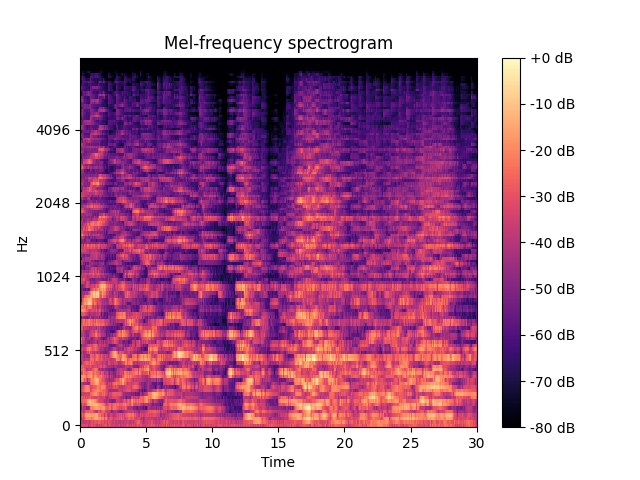 Mel-frequency spectrogram
Hz
4096
2048
1024
512
0
0 5 10 15 20 25 30
Time
+0 dB
-10 dB
-20 dB
-30 dB
-40 dB
-50 dB
-60 dB
-70 dB
-80 dB